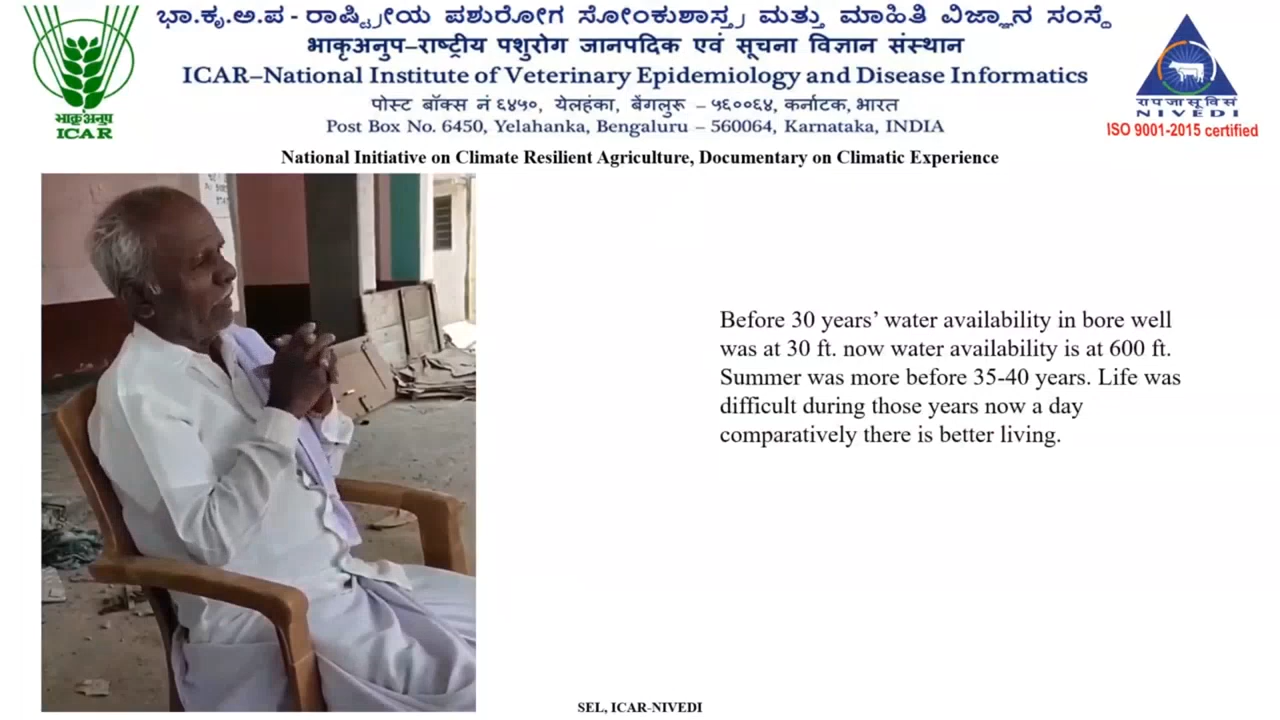 ಭಾ.ಕೃ.ಅ.ಪ - ರಾಷ್ಟ್ರೀಯ ಪಶುರೋಗ ಸೋಂಕುಶಾಸ್ತ್ರ ಮತ್ತು ಮಾಹಿತಿ ವಿಜ್ಞಾನ ಸಂಸ್ಥೆ
भाकृअनुप–राष्ट्रीय पशुरोग जानपदिक एवं सूचना विज्ञान संस्थान
ICAR–National Institute of Veterinary Epidemiology and Disease Informatics
पोस्ट बॉक्स नं ६४५०, येलहंका, बेंगलुरू – ५६००६४, कर्नाटक, भारत
Post Box No. 6450, Yelahanka, Bengaluru – 560064, Karnataka, INDIA
भाकृअनुप
ICAR
रा प जा सू वि सं
NIVEDI
ISO 9001-2015 certified
National Initiative on Climate Resilient Agriculture, Documentary on Climatic Experience
Before 30 years’ water availability in bore well
was at 30 ft. now water availability is at 600 ft.
Summer was more before 35-40 years. Life was
difficult during those years now a day
comparatively there is better living.
SEL, ICAR-NIVEDI